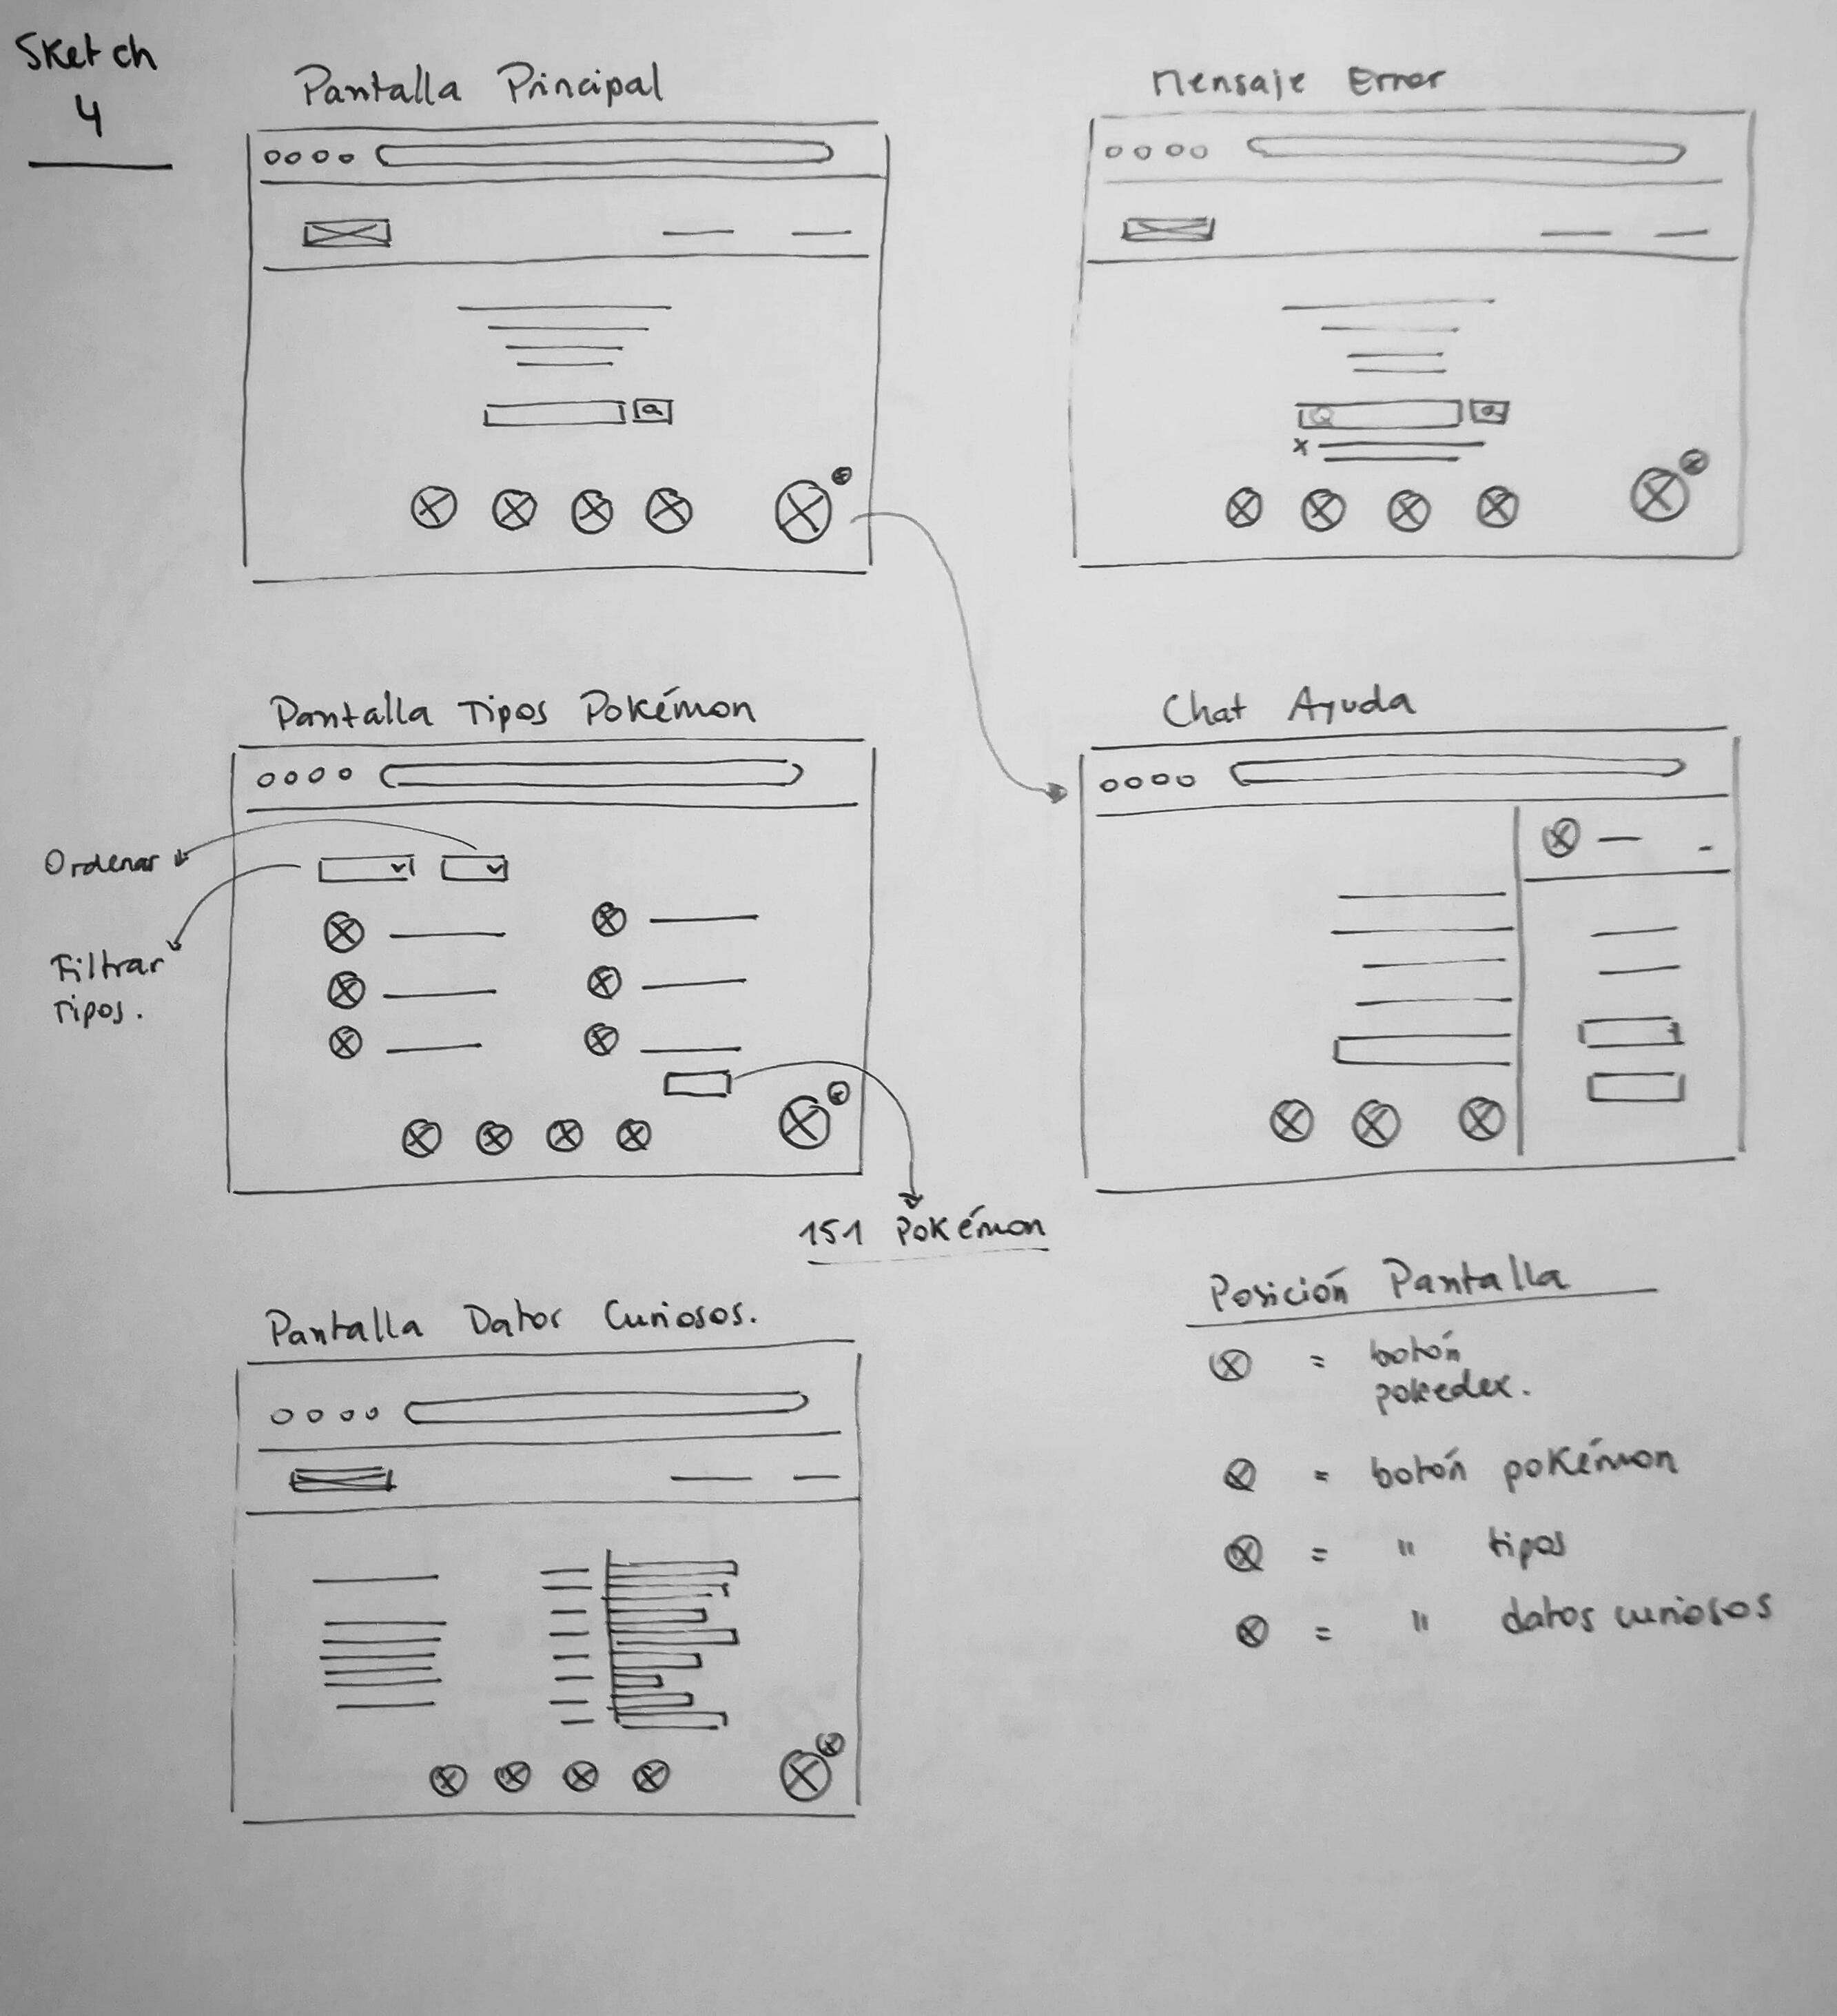 Sketch
4
Pantalla Principal
Mensaje Error
Pantalla Tipos Pokémon
Ordenar
Filtrar
Tipos.
151 Pokémon
Chat Ayuda
Pantalla Datos Curiosos.
Posición Pantalla
= botón
pokedex.
= botón pokémon
= " tipos
= " datos curiosos